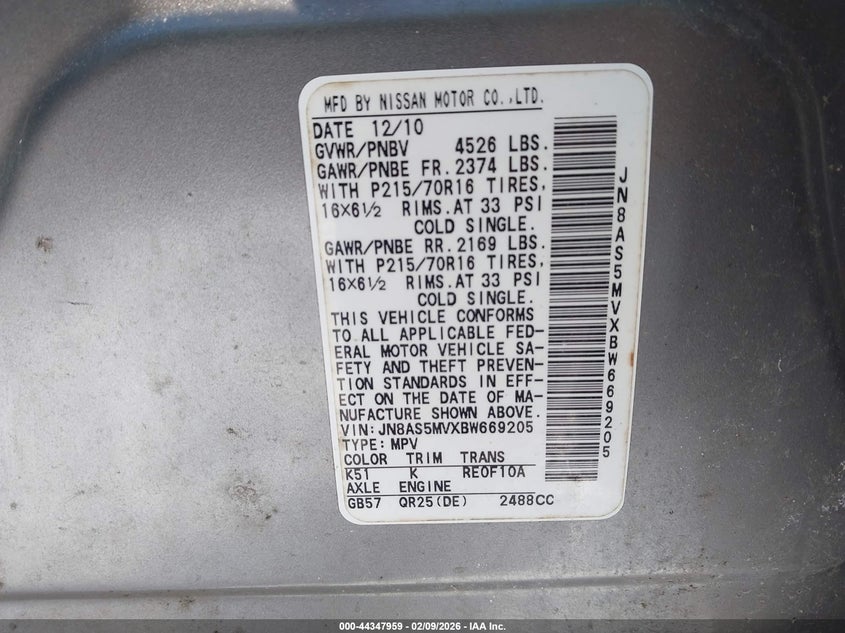 MFD BY NISSAN MOTOR CO.,LTD.
DATE 12/10
GVWR/PNBV 4526 LBS.
GAWR/PNBE FR. 2374 LBS.
WITH P215/70R16 TIRES,
16X6½ RIMS. AT 33 PSI
COLD SINGLE.
GAWR/PNBE RR. 2169 LBS.
WITH P215/70R16 TIRES,
16X6½ RIMS. AT 33 PSI
COLD SINGLE.
THIS VEHICLE CONFORMS
TO ALL APPLICABLE FED-
ERAL MOTOR VEHICLE SA-
FETY AND THEFT PREVEN-
TION STANDARDS IN EFF-
ECT ON THE DATE OF MA-
NUFACTURE SHOWN ABOVE.
VIN:JN8AS5MVXBW669205
TYPE:MPV
COLOR TRIM TRANS
K51 K RE0F10A
AXLE ENGINE
GB57 QR25(DE) 2488CC
JN8AS5MVXBW669205
000-44347959 - 02/09/2026 - IAA Inc.